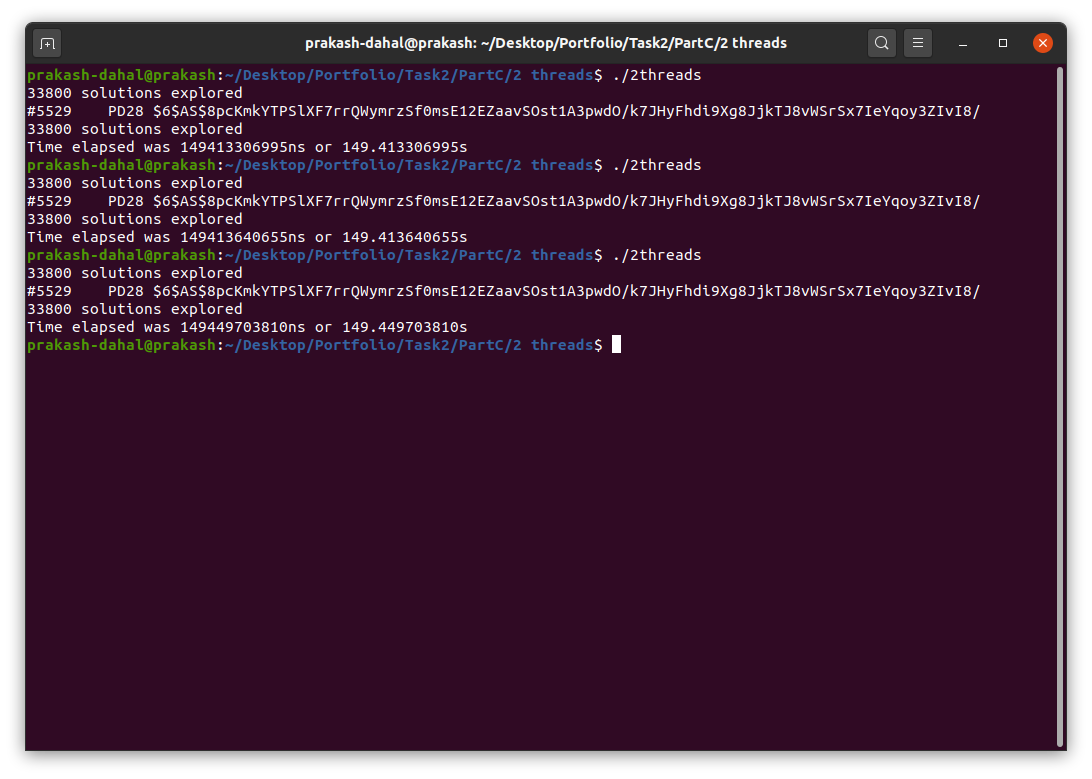 prakash-dahal@prakash: ~/Desktop/Portfolio/Task2/PartC/2 threads
prakash-dahal@prakash:~/Desktop/Portfolio/Task2/PartC/2 threads$ ./2threads
33800 solutions explored
#5529    PD28 $6$AS$8pcKmkYTPSlXF7rrQWymrzSf0msE12EZaavSOst1A3pwdO/k7JHyFhdi9Xg8JjkTJ8vWSrSx7IeYqoy3ZIvI8/
33800 solutions explored
Time elapsed was 149413306995ns or 149.413306995s
prakash-dahal@prakash:~/Desktop/Portfolio/Task2/PartC/2 threads$ ./2threads
33800 solutions explored
#5529    PD28 $6$AS$8pcKmkYTPSlXF7rrQWymrzSf0msE12EZaavSOst1A3pwdO/k7JHyFhdi9Xg8JjkTJ8vWSrSx7IeYqoy3ZIvI8/
33800 solutions explored
Time elapsed was 149413640655ns or 149.413640655s
prakash-dahal@prakash:~/Desktop/Portfolio/Task2/PartC/2 threads$ ./2threads
33800 solutions explored
#5529    PD28 $6$AS$8pcKmkYTPSlXF7rrQWymrzSf0msE12EZaavSOst1A3pwdO/k7JHyFhdi9Xg8JjkTJ8vWSrSx7IeYqoy3ZIvI8/
33800 solutions explored
Time elapsed was 149449703810ns or 149.449703810s
prakash-dahal@prakash:~/Desktop/Portfolio/Task2/PartC/2 threads$